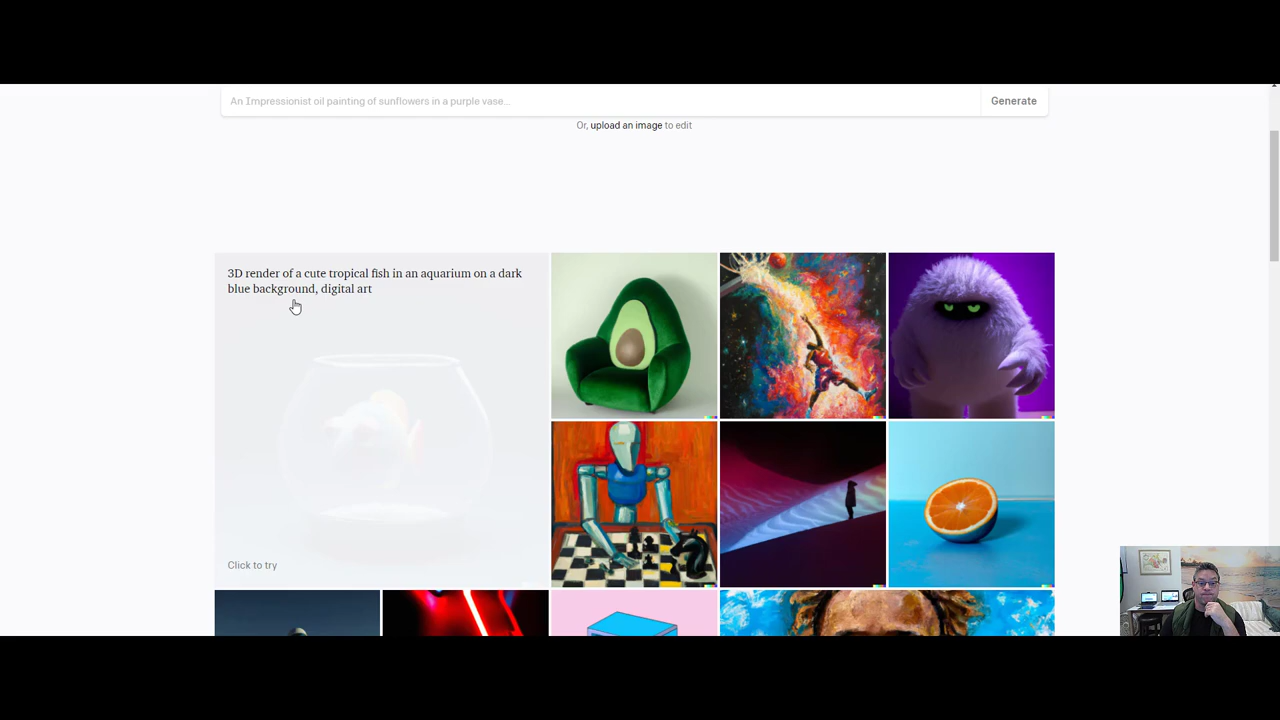 An Impressionist oil painting of sunflowers in a purple vase...
Generate
Or, upload an image to edit
3D render of a cute tropical fish in an aquarium on a dark
blue background, digital art
Click to try